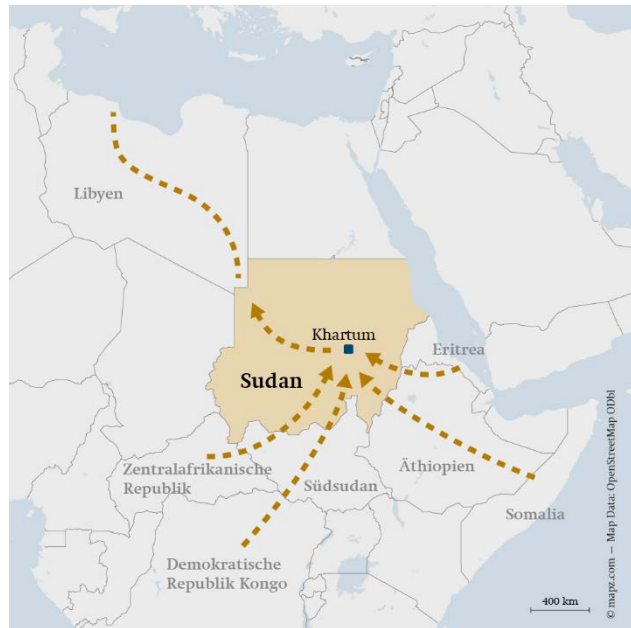 Libyen
Khartum
Eritrea
Sudan
Zentralafrikanische
Republik
Südsudan
Äthiopien
Somalia
Demokratische
Republik Kongo
400 km
© mapz.com — Map Data: OpenStreetMap ODbl